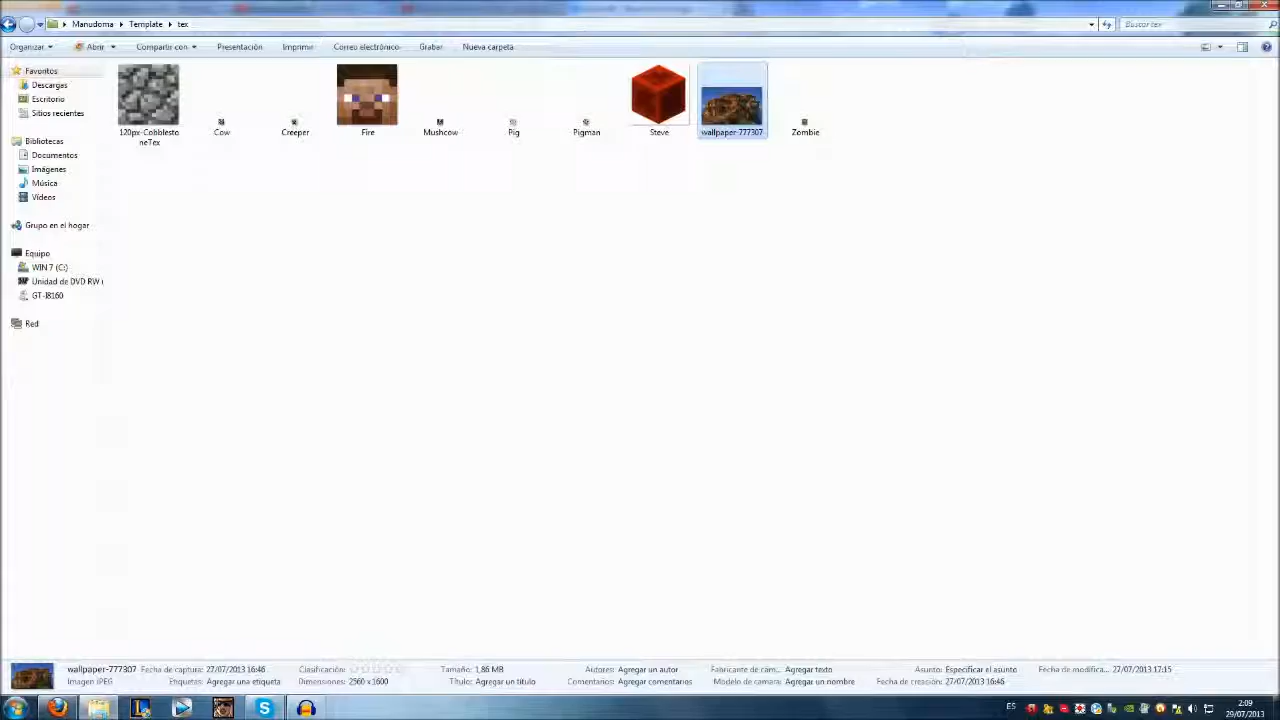 Manudoma ▸ Template ▸ tex
Buscar tex
Organizar
Abrir
Compartir con
Presentación
Imprimir
Correo electrónico
Grabar
Nueva carpeta
Favoritos
Descargas
Escritorio
Sitios recientes
Bibliotecas
Documentos
Imágenes
Música
Vídeos
Grupo en el hogar
Equipo
WIN 7 (C:)
Unidad de DVD RW (
GT-I8160
Red
120px-Cobblesto
neTex
Cow
Creeper
Fire
Mushcow
Pig
Pigman
Steve
wallpaper-777307
Zombie
wallpaper-777307 Fecha de captura: 27/07/2013 16:46 Clasificación: Tamaño: 1,86 MB Autores: Agregar un autor Fabricante de cám... Agregar texto Asunto: Especificar el asunto Fecha de modifica... 27/07/2013 17:15
Imagen JPEG Etiquetas: Agregar una etiqueta Dimensiones: 2560 x 1600 Título: Agregar un título Comentarios: Agregar comentarios Modelo de cámara: Agregar un nombre Fecha de creación: 27/07/2013 16:46
ES
2:09
29/07/2013